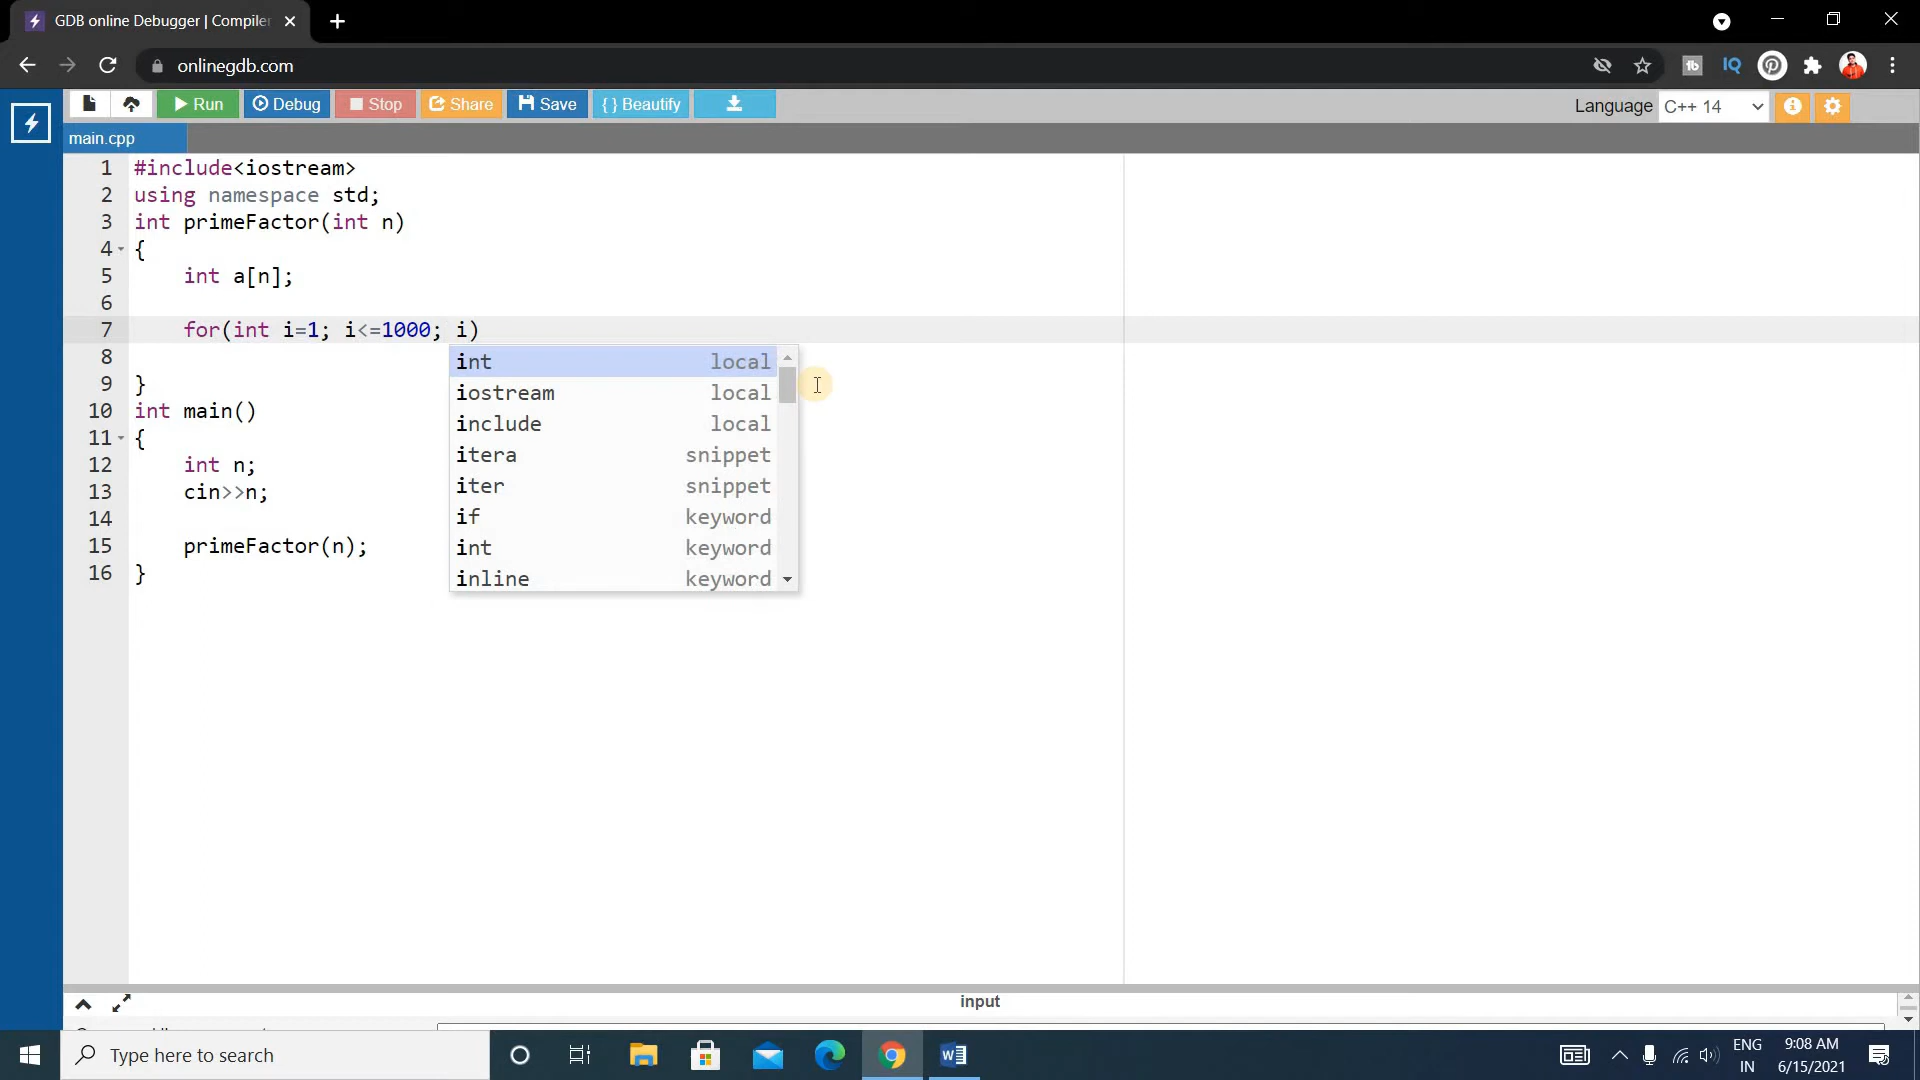 GDB online Debugger | Compiler
onlinegdb.com
Run
Debug
Stop
Share
Save
{ } Beautify
Language
C++ 14
main.cpp
1 #include<iostream>
2 using namespace std;
3 int primeFactor(int n)
4 {
5 int a[n];
6
7 for(int i=1; i<=1000; i)
8
9 }
10 int main()
11 {
12 int n;
13 cin>>n;
14
15 primeFactor(n);
16 }
int local
iostream local
include local
itera snippet
iter snippet
if keyword
int keyword
inline keyword
input
Type here to search
ENG
IN
9:08 AM
6/15/2021